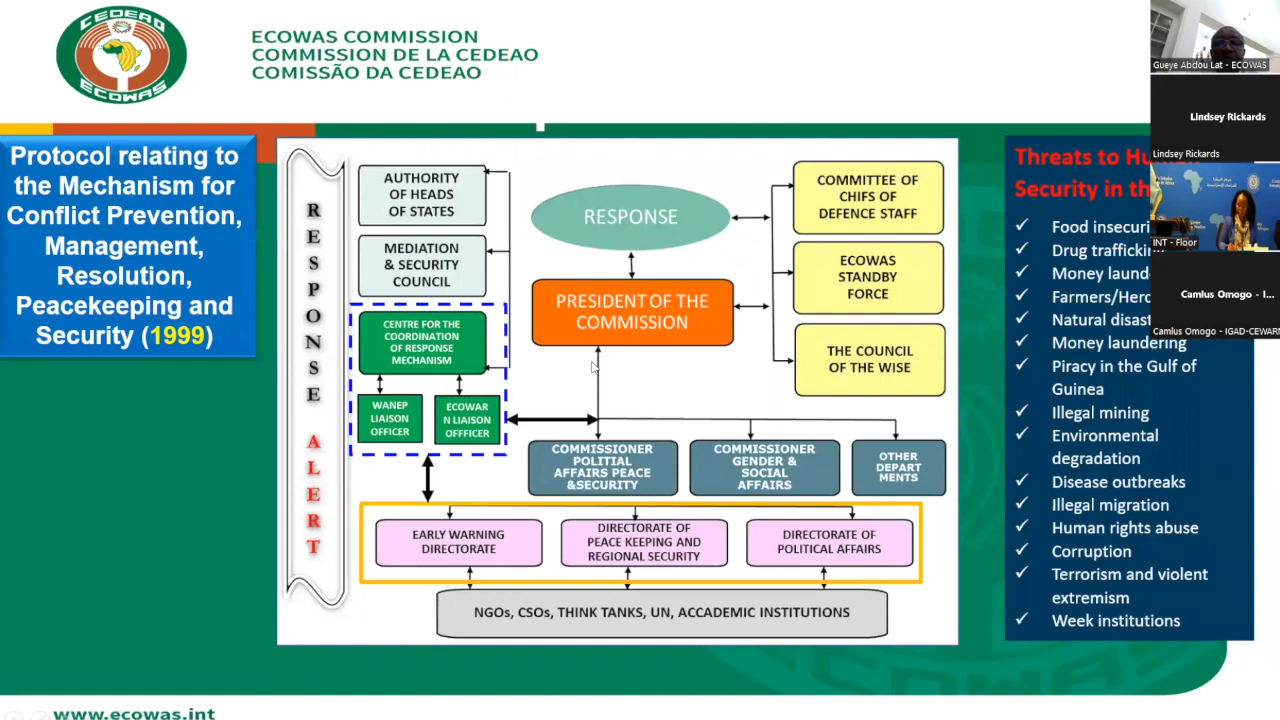 CEDEAO
ECOWAS
ECOWAS COMMISSION
COMMISSION DE LA CEDEAO
COMISSÃO DA CEDEAO
Protocol relating to
the Mechanism for
Conflict Prevention,
Management,
Resolution,
Peacekeeping and
Security (1999)
RESPONSE
ALERT
AUTHORITY
OF HEADS
OF STATES
MEDIATION
& SECURITY
COUNCIL
CENTRE FOR THE
COORDINATION
OF RESPONSE
MECHANISM
WANEP
LIAISON
OFFICER
ECOWAR
N LIAISON
OFFFICER
RESPONSE
PRESIDENT OF THE
COMMISSION
COMMITTEE OF
CHIFS OF
DEFENCE STAFF
ECOWAS
STANDBY
FORCE
THE COUNCIL
OF THE WISE
COMMISSIONER
POLITIAL
AFFAIRS PEACE
&SECURITY
COMMISSIONER
GENDER &
SOCIAL
AFFAIRS
OTHER
DEPART
MENTS
EARLY WARNING
DIRECTORATE
DIRECTORATE OF
PEACE KEEPING AND
REGIONAL SECURITY
DIRECTORATE OF
POLITICAL AFFAIRS
NGOs, CSOs, THINK TANKS, UN, ACCADEMIC INSTITUTIONS
Threats to Hu
Security in th
✓ Food insecuri
✓ Drug traffickin
✓ Money laund
✓ Farmers/Herd
✓ Natural disast
✓ Money laundering
✓ Piracy in the Gulf of
Guinea
✓ Illegal mining
✓ Environmental
degradation
✓ Disease outbreaks
✓ Illegal migration
✓ Human rights abuse
✓ Corruption
✓ Terrorism and violent
extremism
✓ Week institutions
Gueye Abdou Lat - ECOWAS
Lindsey Rickards
Lindsey Rickards
INT - Floor
Camlus Omogo - I...
Camlus Omogo - IGAD-CEWARN
www.ecowas.int